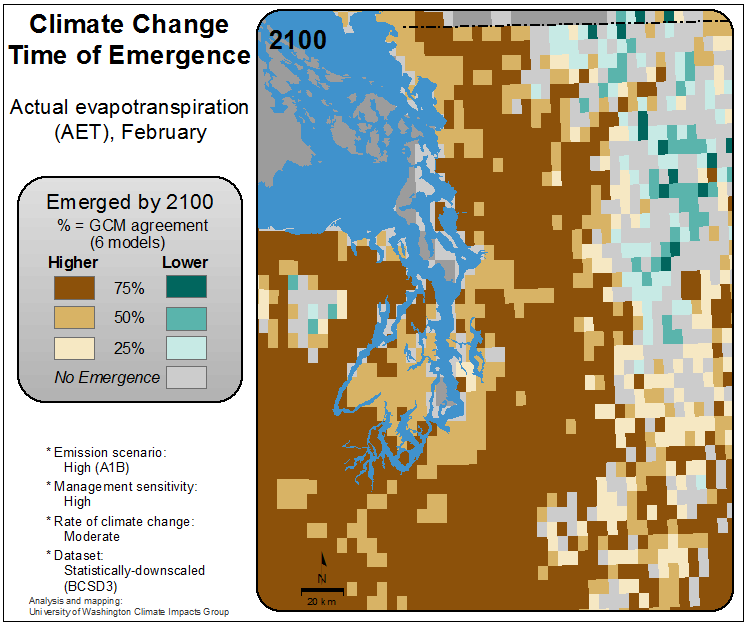 Climate Change
Time of Emergence
Actual evapotranspiration
(AET), February
Emerged by 2100
% = GCM agreement
(6 models)
Higher Lower
75%
50%
25%
No Emergence
* Emission scenario:
High (A1B)
* Management sensitivity:
High
* Rate of climate change:
Moderate
* Dataset:
Statistically-downscaled
(BCSD3)
Analysis and mapping:
University of Washington Climate Impacts Group
2100
N
20 km